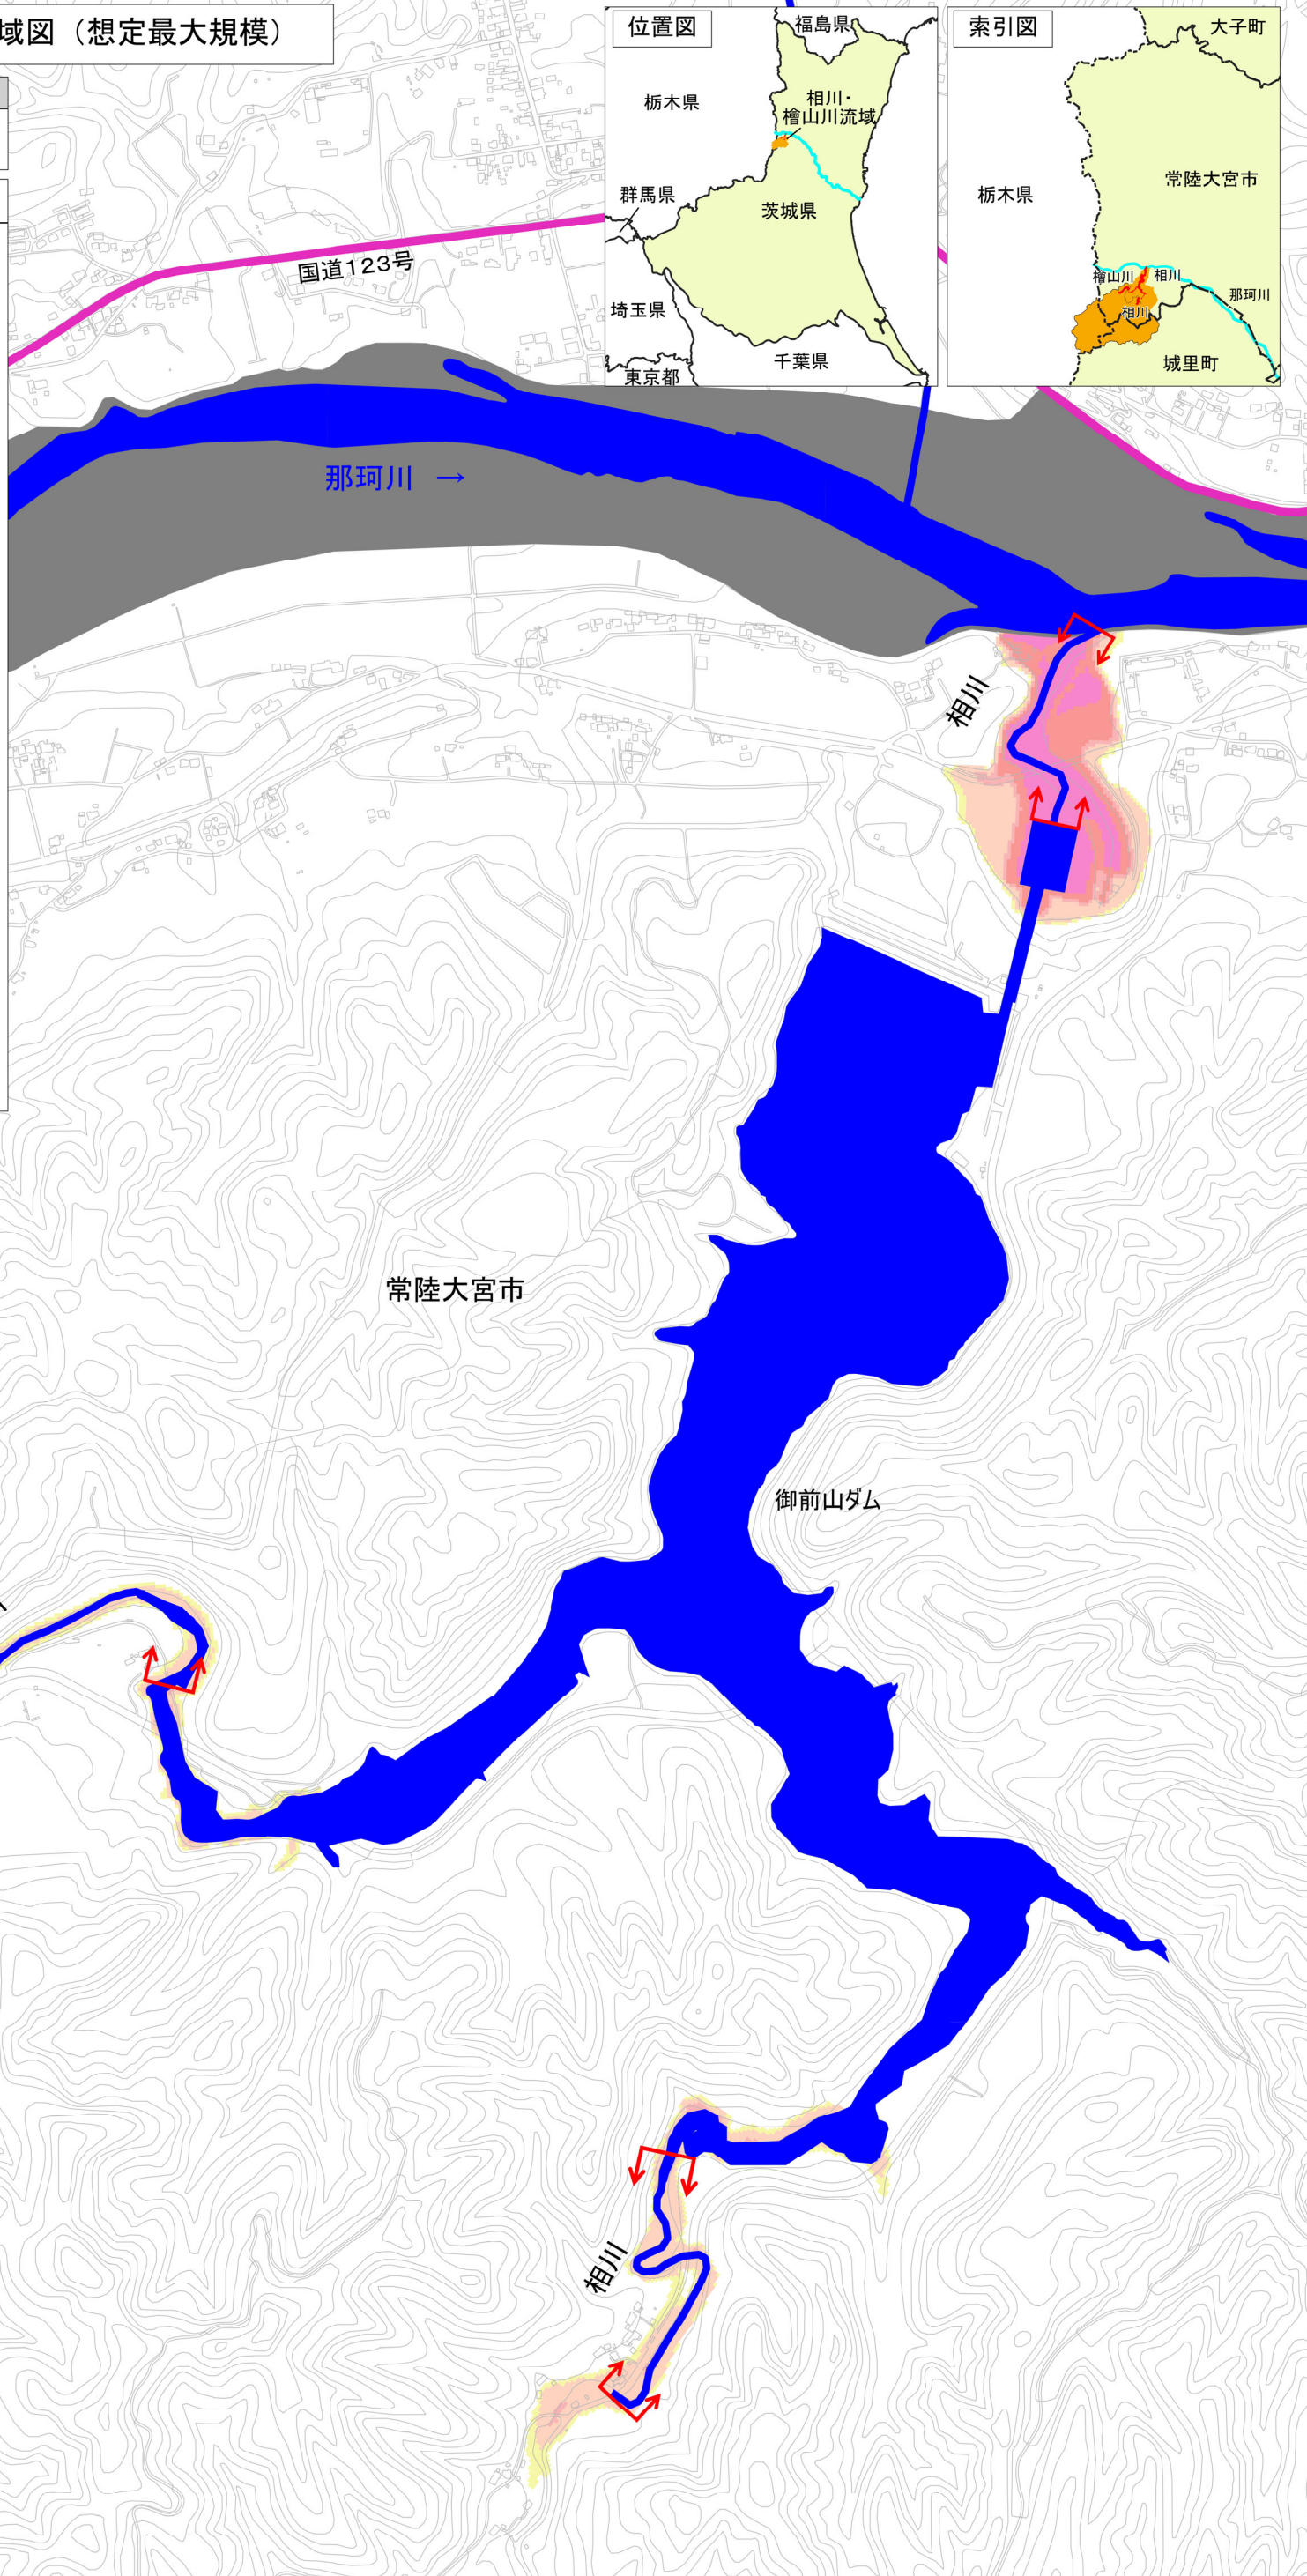 域図（想定最大規模）
位置図
福島県
栃木県
相川・
檜山川流域
群馬県
茨城県
埼玉県
千葉県
東京都
索引図
大子町
栃木県
常陸大宮市
檜山川
相川
那珂川
相川
城里町
国道123号
那珂川 →
相川
常陸大宮市
御前山ダム
相川